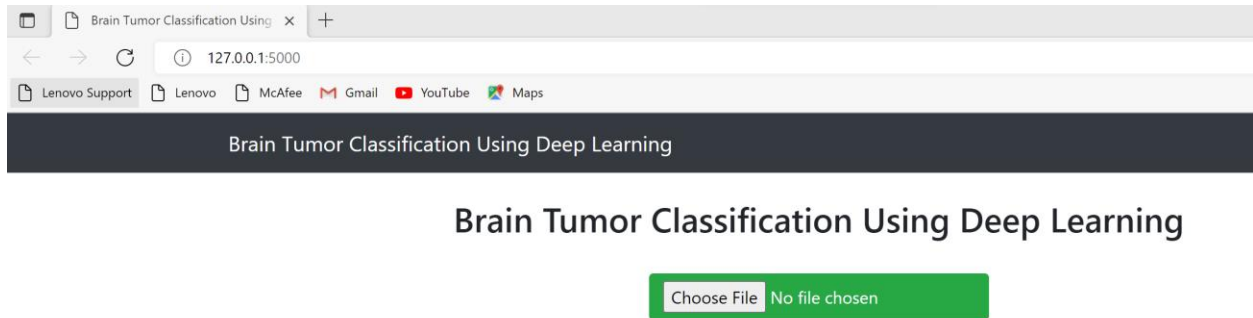 Brain Tumor Classification Using
127.0.0.1:5000
Lenovo Support Lenovo McAfee Gmail YouTube Maps
Brain Tumor Classification Using Deep Learning
Brain Tumor Classification Using Deep Learning
Choose File No file chosen